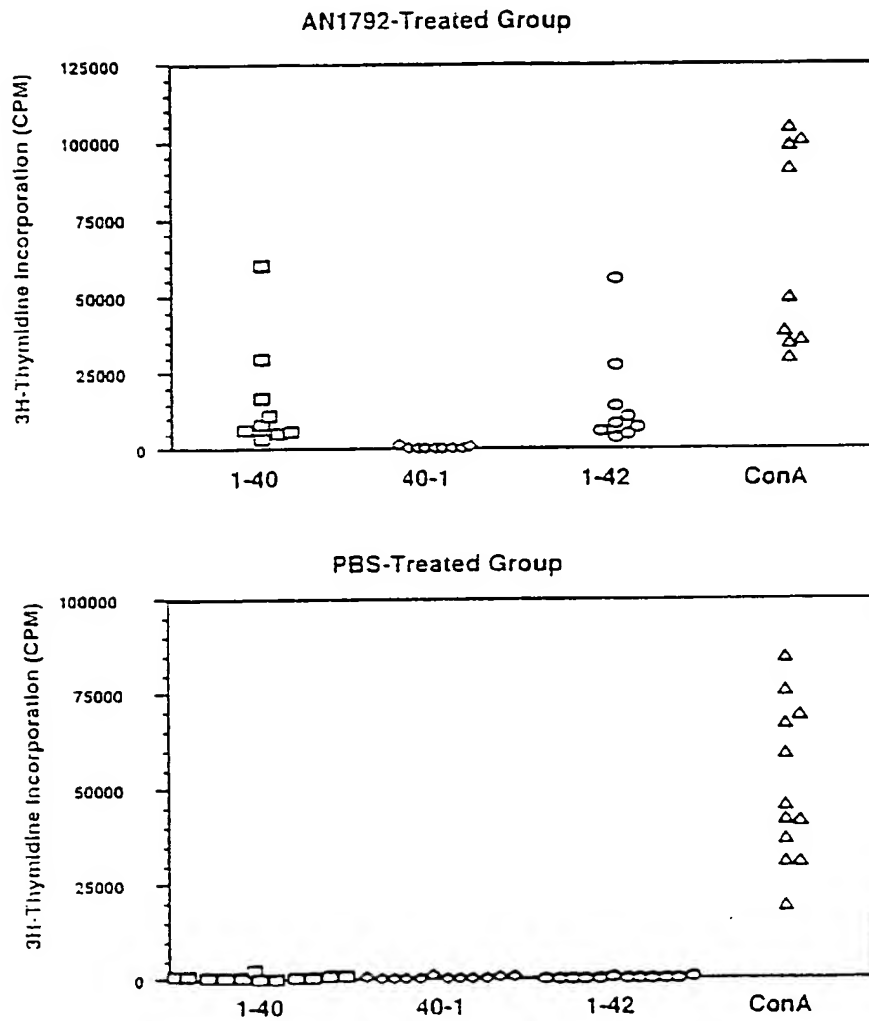 AN1792-Treated Group
3H-Thymidine Incorporation (CPM)
125000
100000
75000
50000
25000
0
1-40 40-1 1-42 ConA
PBS-Treated Group
3H-Thymidine Incorporation (CPM)
100000
75000
50000
25000
0
1-40 40-1 1-42 ConA